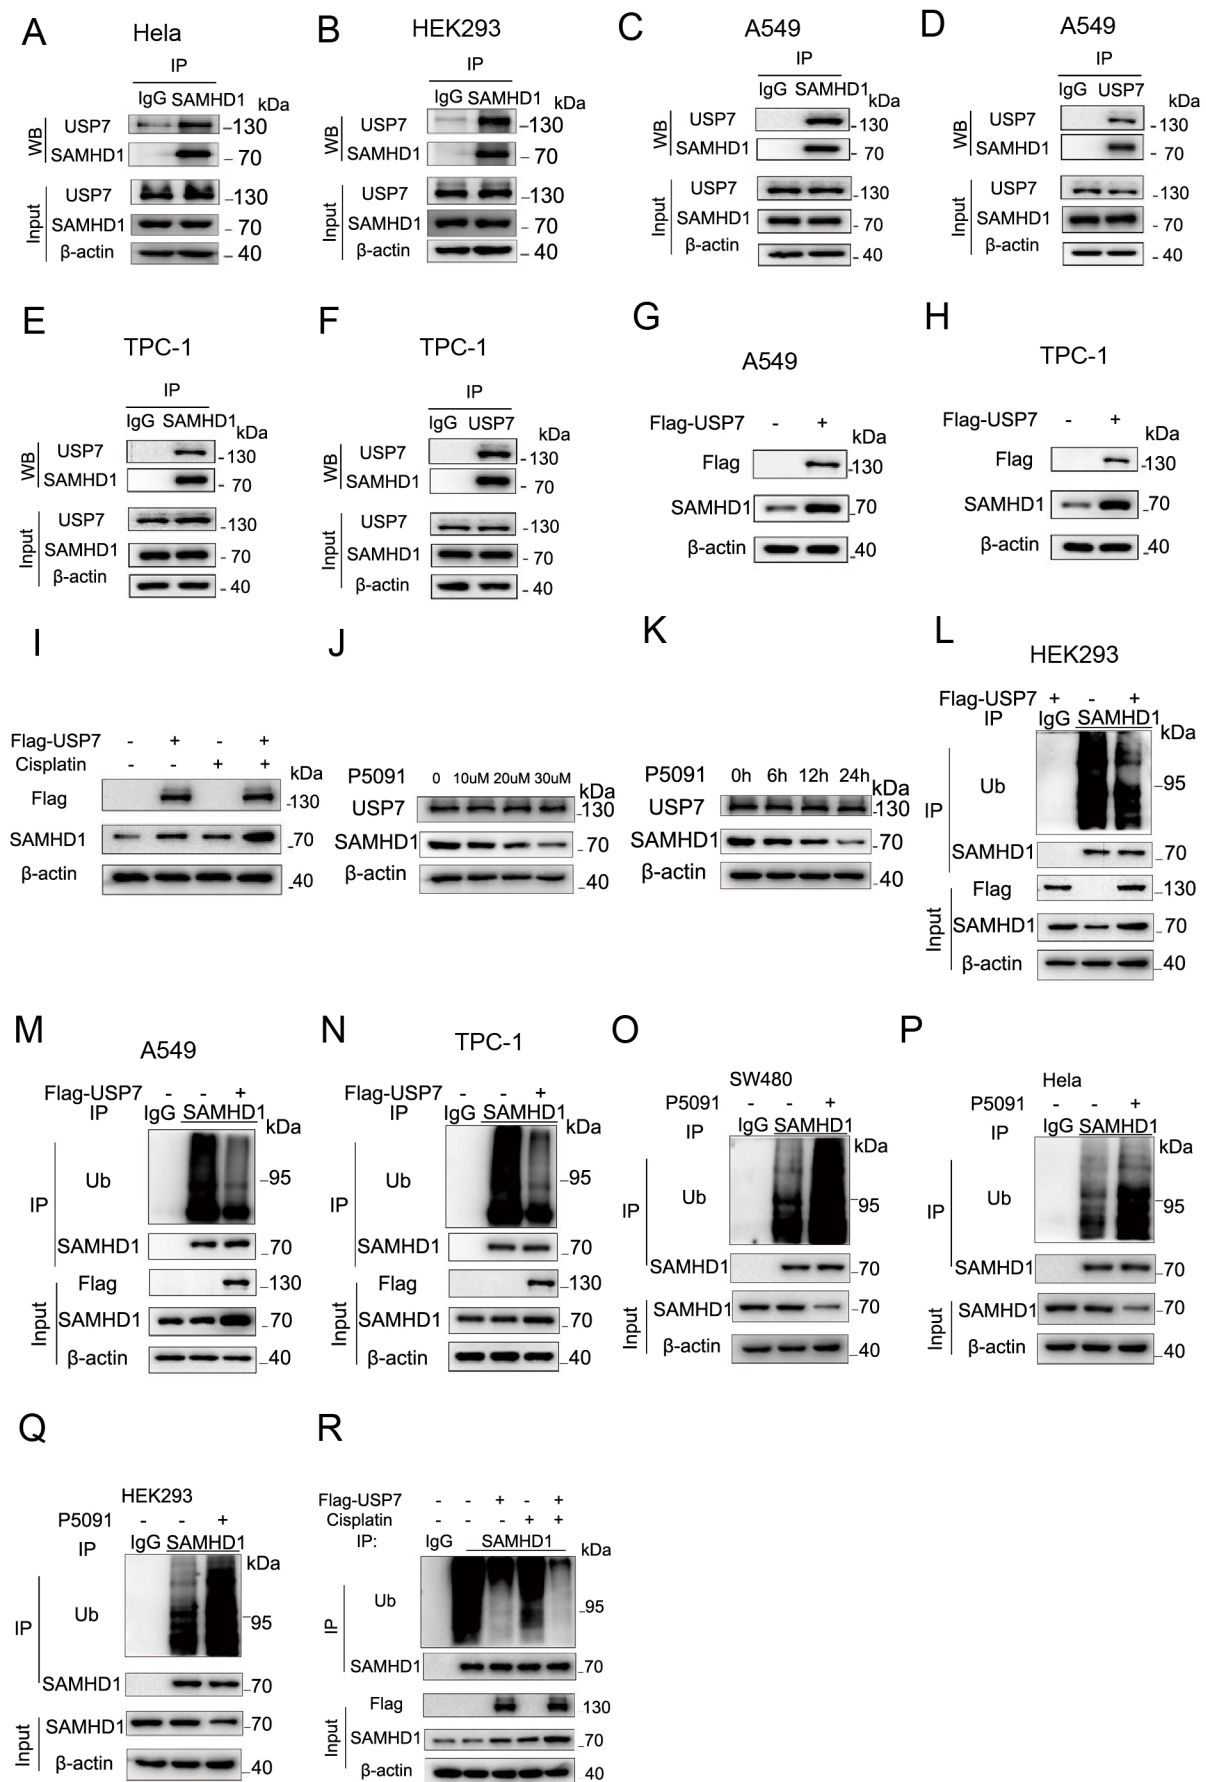 A
Hela
IP
IgG SAMHD1
kDa
WB
USP7
-130
SAMHD1
- 70
Input
USP7
-130
SAMHD1
- 70
β-actin
- 40
B
HEK293
IP
IgG SAMHD1
kDa
WB
USP7
-130
SAMHD1
- 70
Input
USP7
-130
SAMHD1
- 70
β-actin
- 40
C
A549
IP
IgG SAMHD1
kDa
WB
USP7
-130
SAMHD1
- 70
Input
USP7
-130
SAMHD1
- 70
β-actin
- 40
D
A549
IP
IgG USP7
kDa
WB
USP7
-130
SAMHD1
- 70
Input
USP7
-130
SAMHD1
- 70
β-actin
- 40
E
TPC-1
IP
IgG SAMHD1
kDa
WB
USP7
-130
SAMHD1
- 70
Input
USP7
-130
SAMHD1
- 70
β-actin
- 40
F
TPC-1
IP
IgG USP7
kDa
WB
USP7
-130
SAMHD1
- 70
Input
USP7
-130
SAMHD1
- 70
β-actin
- 40
G
A549
Flag-USP7 - +
kDa
Flag
-130
SAMHD1
-70
β-actin
-40
H
TPC-1
Flag-USP7 - +
kDa
Flag
-130
SAMHD1
-70
β-actin
-40
I
Flag-USP7 - + - +
Cisplatin - - + +
kDa
Flag
-130
SAMHD1
-70
β-actin
-40
J
P5091 0 10uM 20uM 30uM
kDa
USP7
-130
SAMHD1
-70
β-actin
-40
K
P5091 0h 6h 12h 24h
kDa
USP7
-130
SAMHD1
-70
β-actin
-40
L
HEK293
Flag-USP7 + - +
IP IgG SAMHD1
kDa
IP
Ub
-95
SAMHD1
-70
Input
Flag
-130
SAMHD1
-70
β-actin
-40
M
A549
Flag-USP7 - - +
IP IgG SAMHD1
kDa
IP
Ub
-95
SAMHD1
-70
Input
Flag
-130
SAMHD1
-70
β-actin
-40
N
TPC-1
Flag-USP7 - - +
IP IgG SAMHD1
kDa
IP
Ub
-95
SAMHD1
-70
Input
Flag
-130
SAMHD1
-70
β-actin
-40
O
SW480
P5091 - - +
IP IgG SAMHD1
kDa
IP
Ub
95
SAMHD1
-70
Input
SAMHD1
-70
β-actin
-40
P
Hela
P5091 - - +
IP IgG SAMHD1
kDa
IP
Ub
95
SAMHD1
-70
Input
SAMHD1
-70
β-actin
-40
Q
HEK293
P5091 - - +
IP IgG SAMHD1
kDa
IP
Ub
95
SAMHD1
-70
Input
SAMHD1
-70
β-actin
-40
R
Flag-USP7 - - + - +
Cisplatin - - - + +
IP: IgG SAMHD1
kDa
IP
Ub
-95
SAMHD1
-70
Input
Flag
130
SAMHD1
-70
β-actin
40